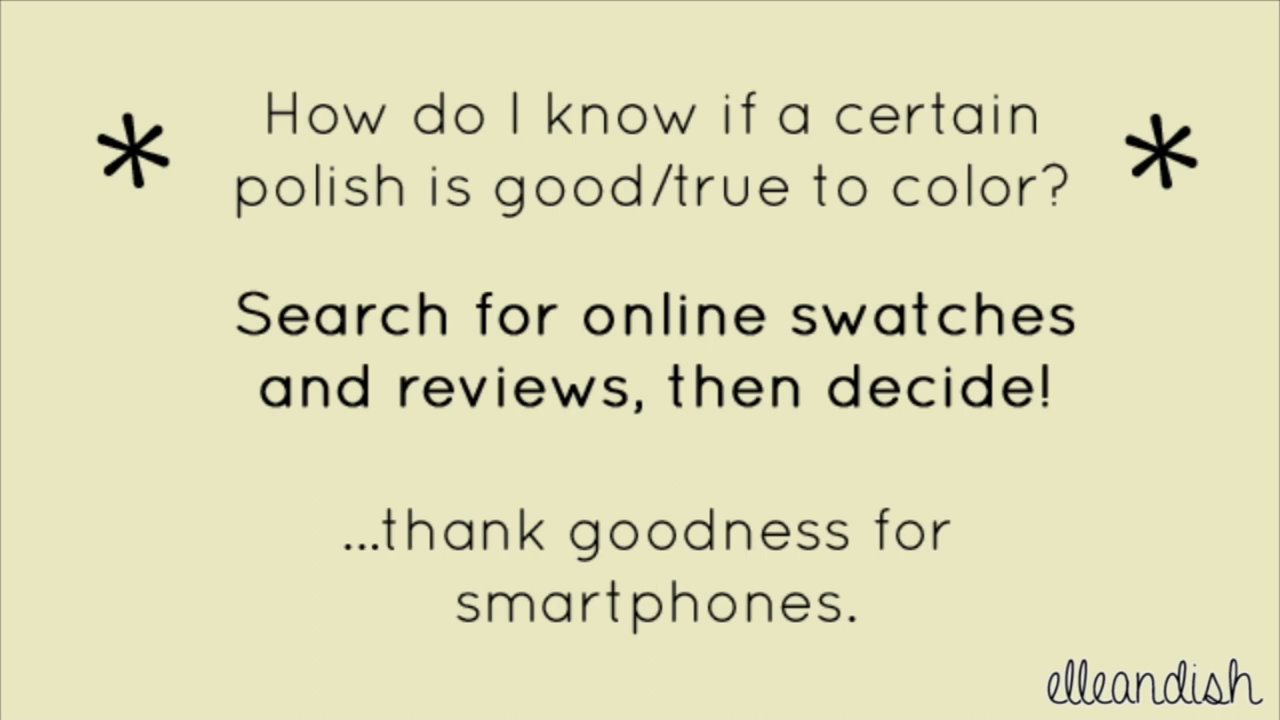 * How do I know if a certain *
polish is good/true to color?
Search for online swatches
and reviews, then decide!
...thank goodness for
smartphones.
elleandish